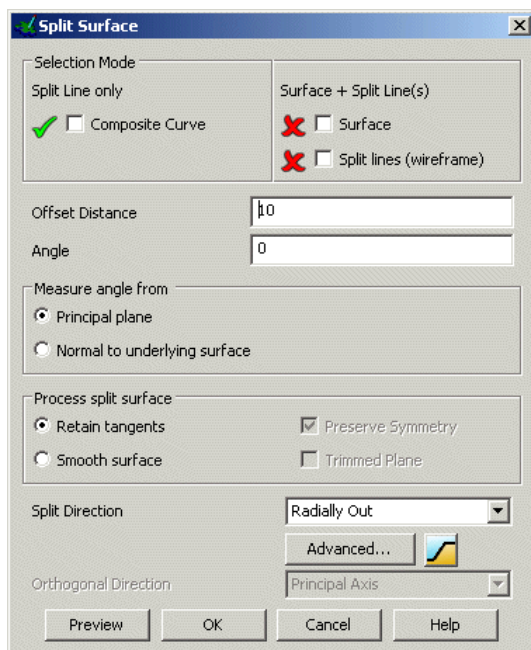 Split Surface
Selection Mode
Split Line only
Surface + Split Line(s)
Composite Curve
Surface
Split lines (wireframe)
Offset Distance
10
Angle
0
Measure angle from
Principal plane
Normal to underlying surface
Process split surface
Retain tangents
Preserve Symmetry
Smooth surface
Trimmed Plane
Split Direction
Radially Out
Advanced...
Orthogonal Direction
Principal Axis
Preview
OK
Cancel
Help